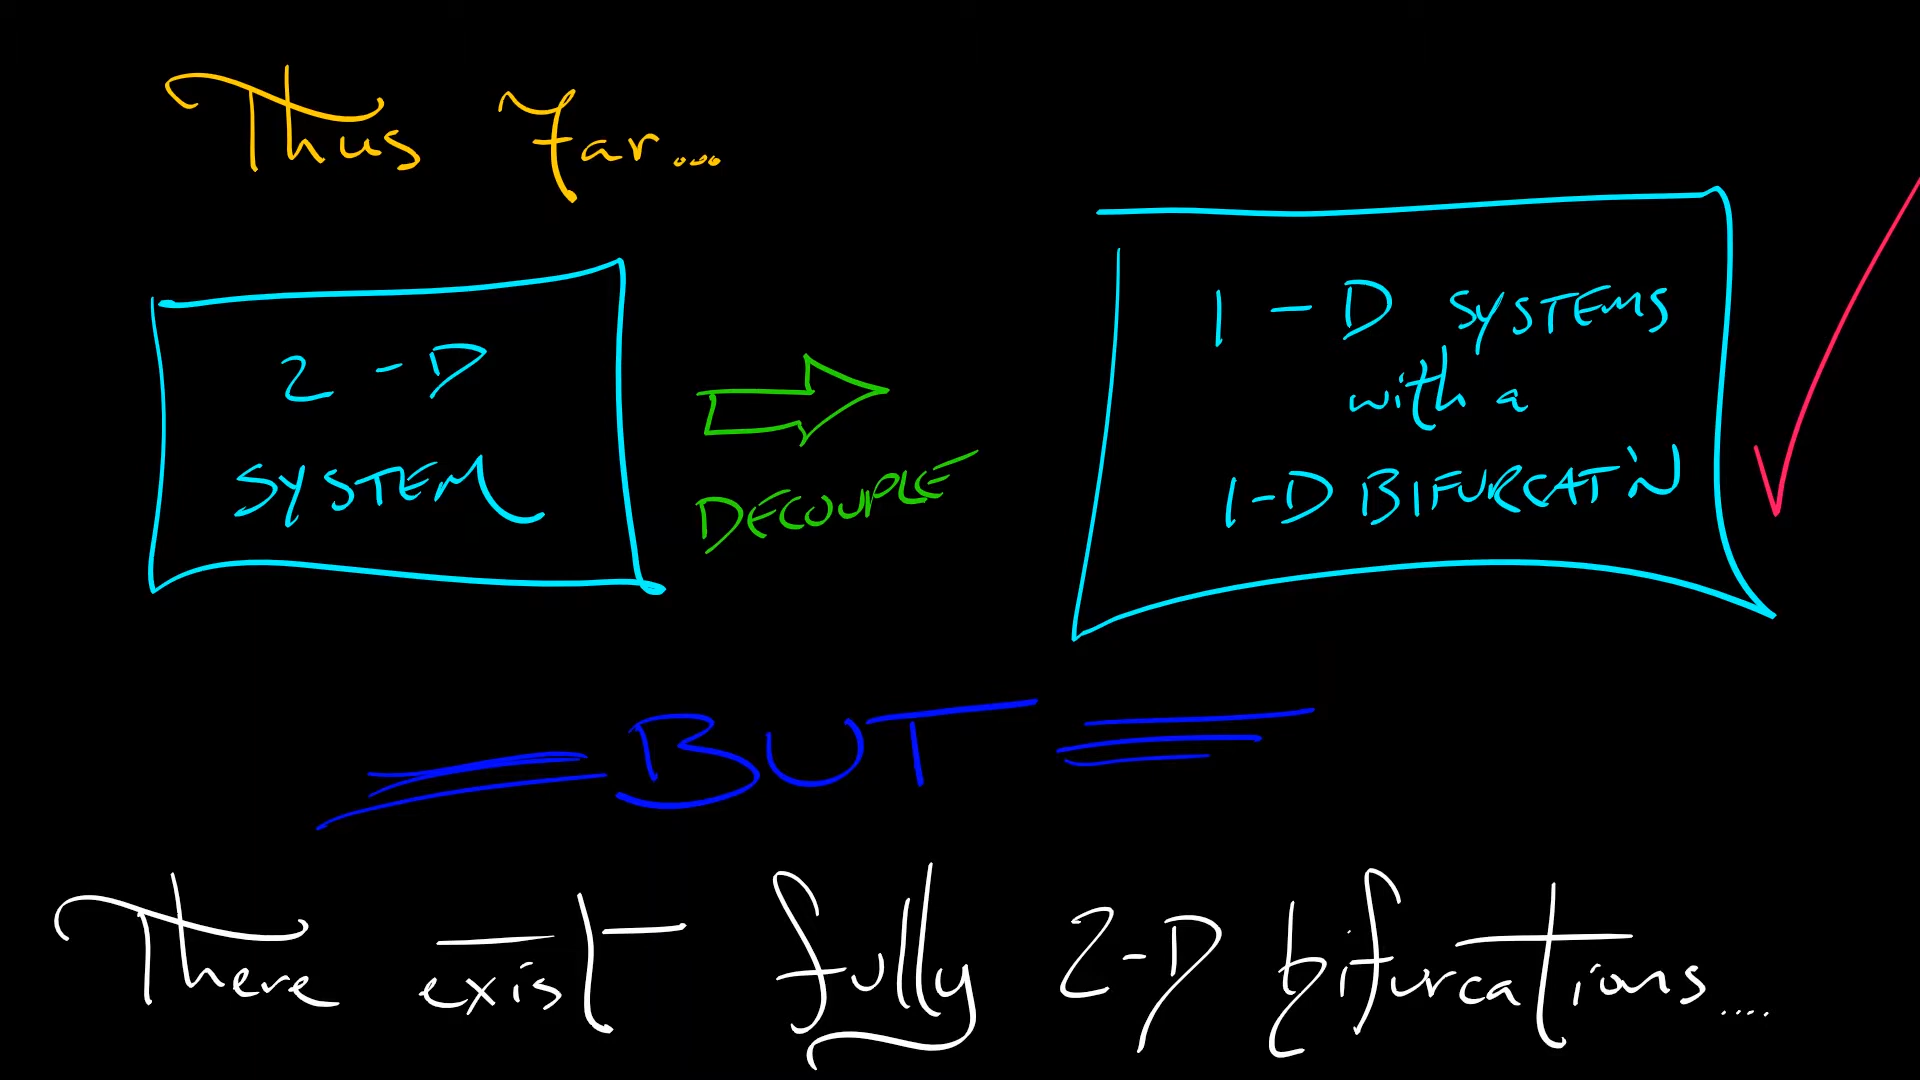 Thus far...
2-D
SYSTEM
DECOUPLE
1-D SYSTEMS
with a
1-D BIFURCAT'N
BUT
There exist fully 2-D bifurcations....